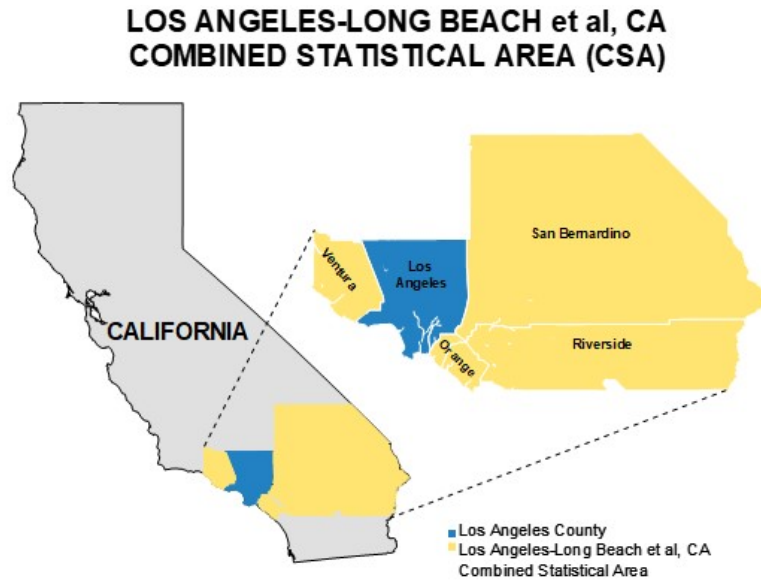 LOS ANGELES-LONG BEACH et al, CA
COMBINED STATISTICAL AREA (CSA)
San Bernardino
Ventura
Los
Angeles
CALIFORNIA
Orange
Riverside
Los Angeles County
Los Angeles-Long Beach et al, CA
Combined Statistical Area